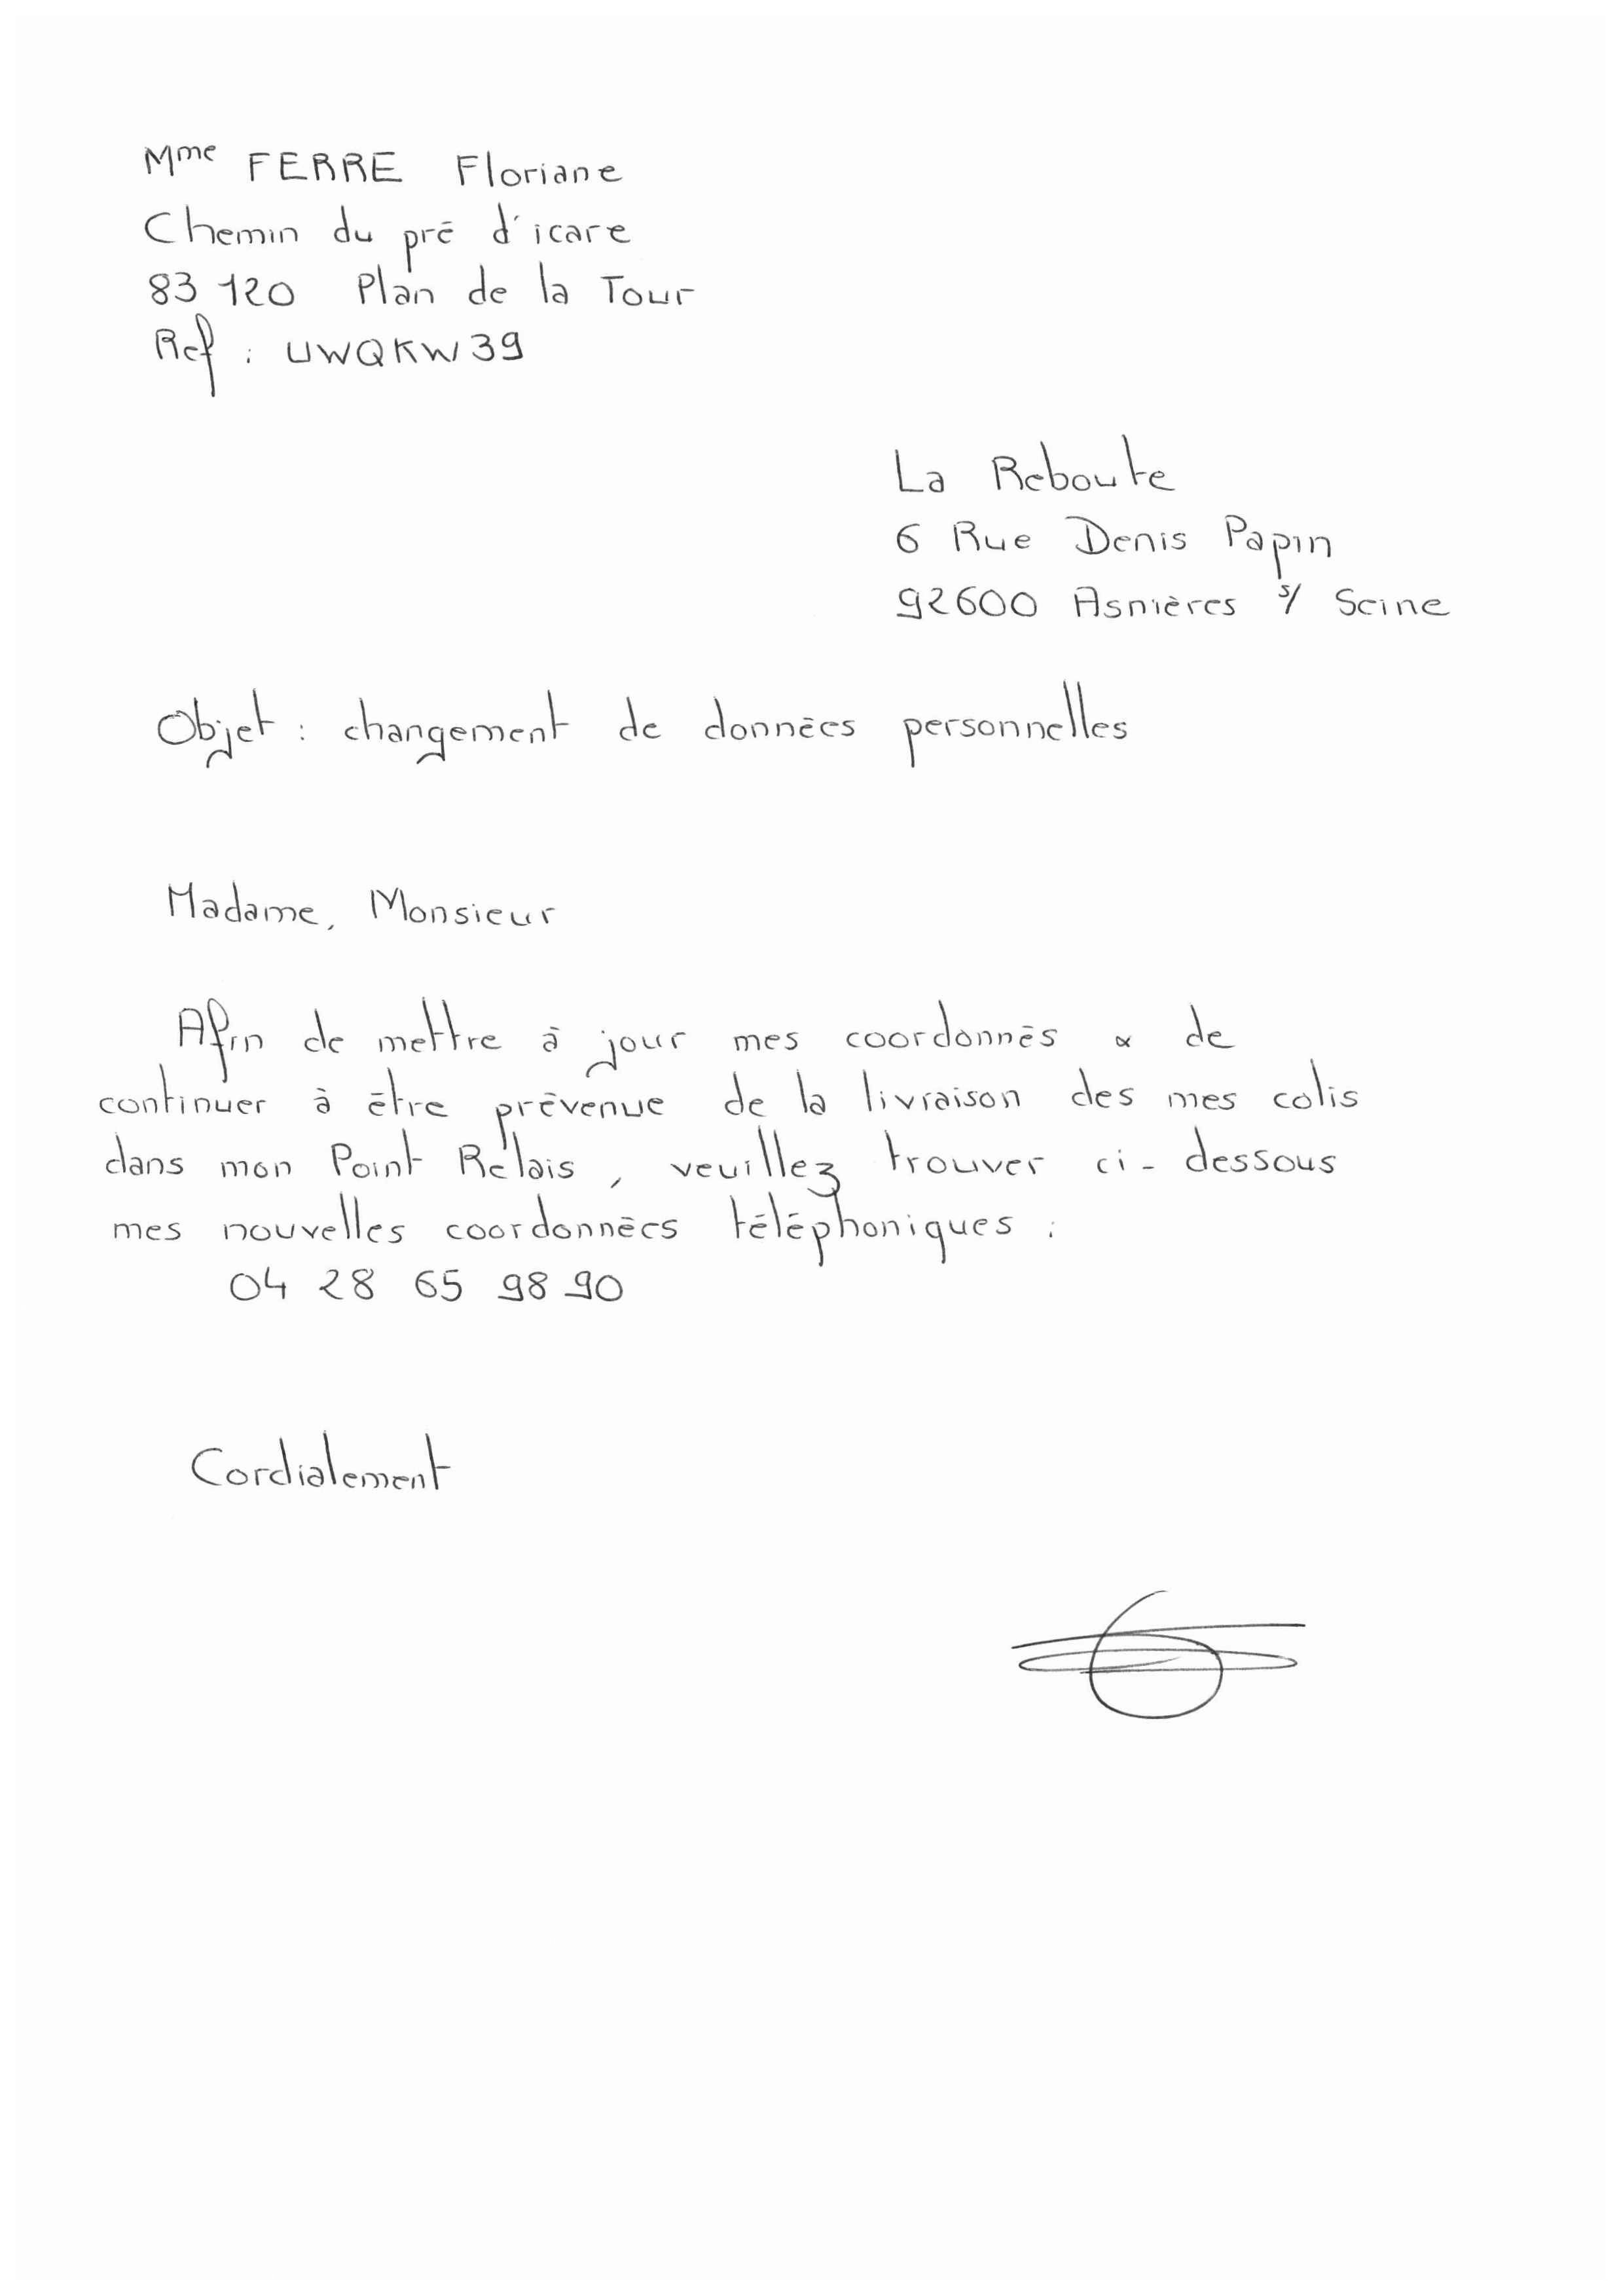 Mme FERRE Floriane
Chemin du pré d'icare
83 120 Plan de la Tour
Ref : UWQKW39
La Reboute
6 Rue Denis Papin
92600 Asnières s/ Seine
Objet : changement de données personnelles
Madame, Monsieur
Afin de mettre à jour mes coordonnés & de
continuer à être prévenue de la livraison des mes colis
dans mon Point Relais, veuillez trouver ci-dessous
mes nouvelles coordonnées téléphoniques :
04 28 65 98 90
Cordialement